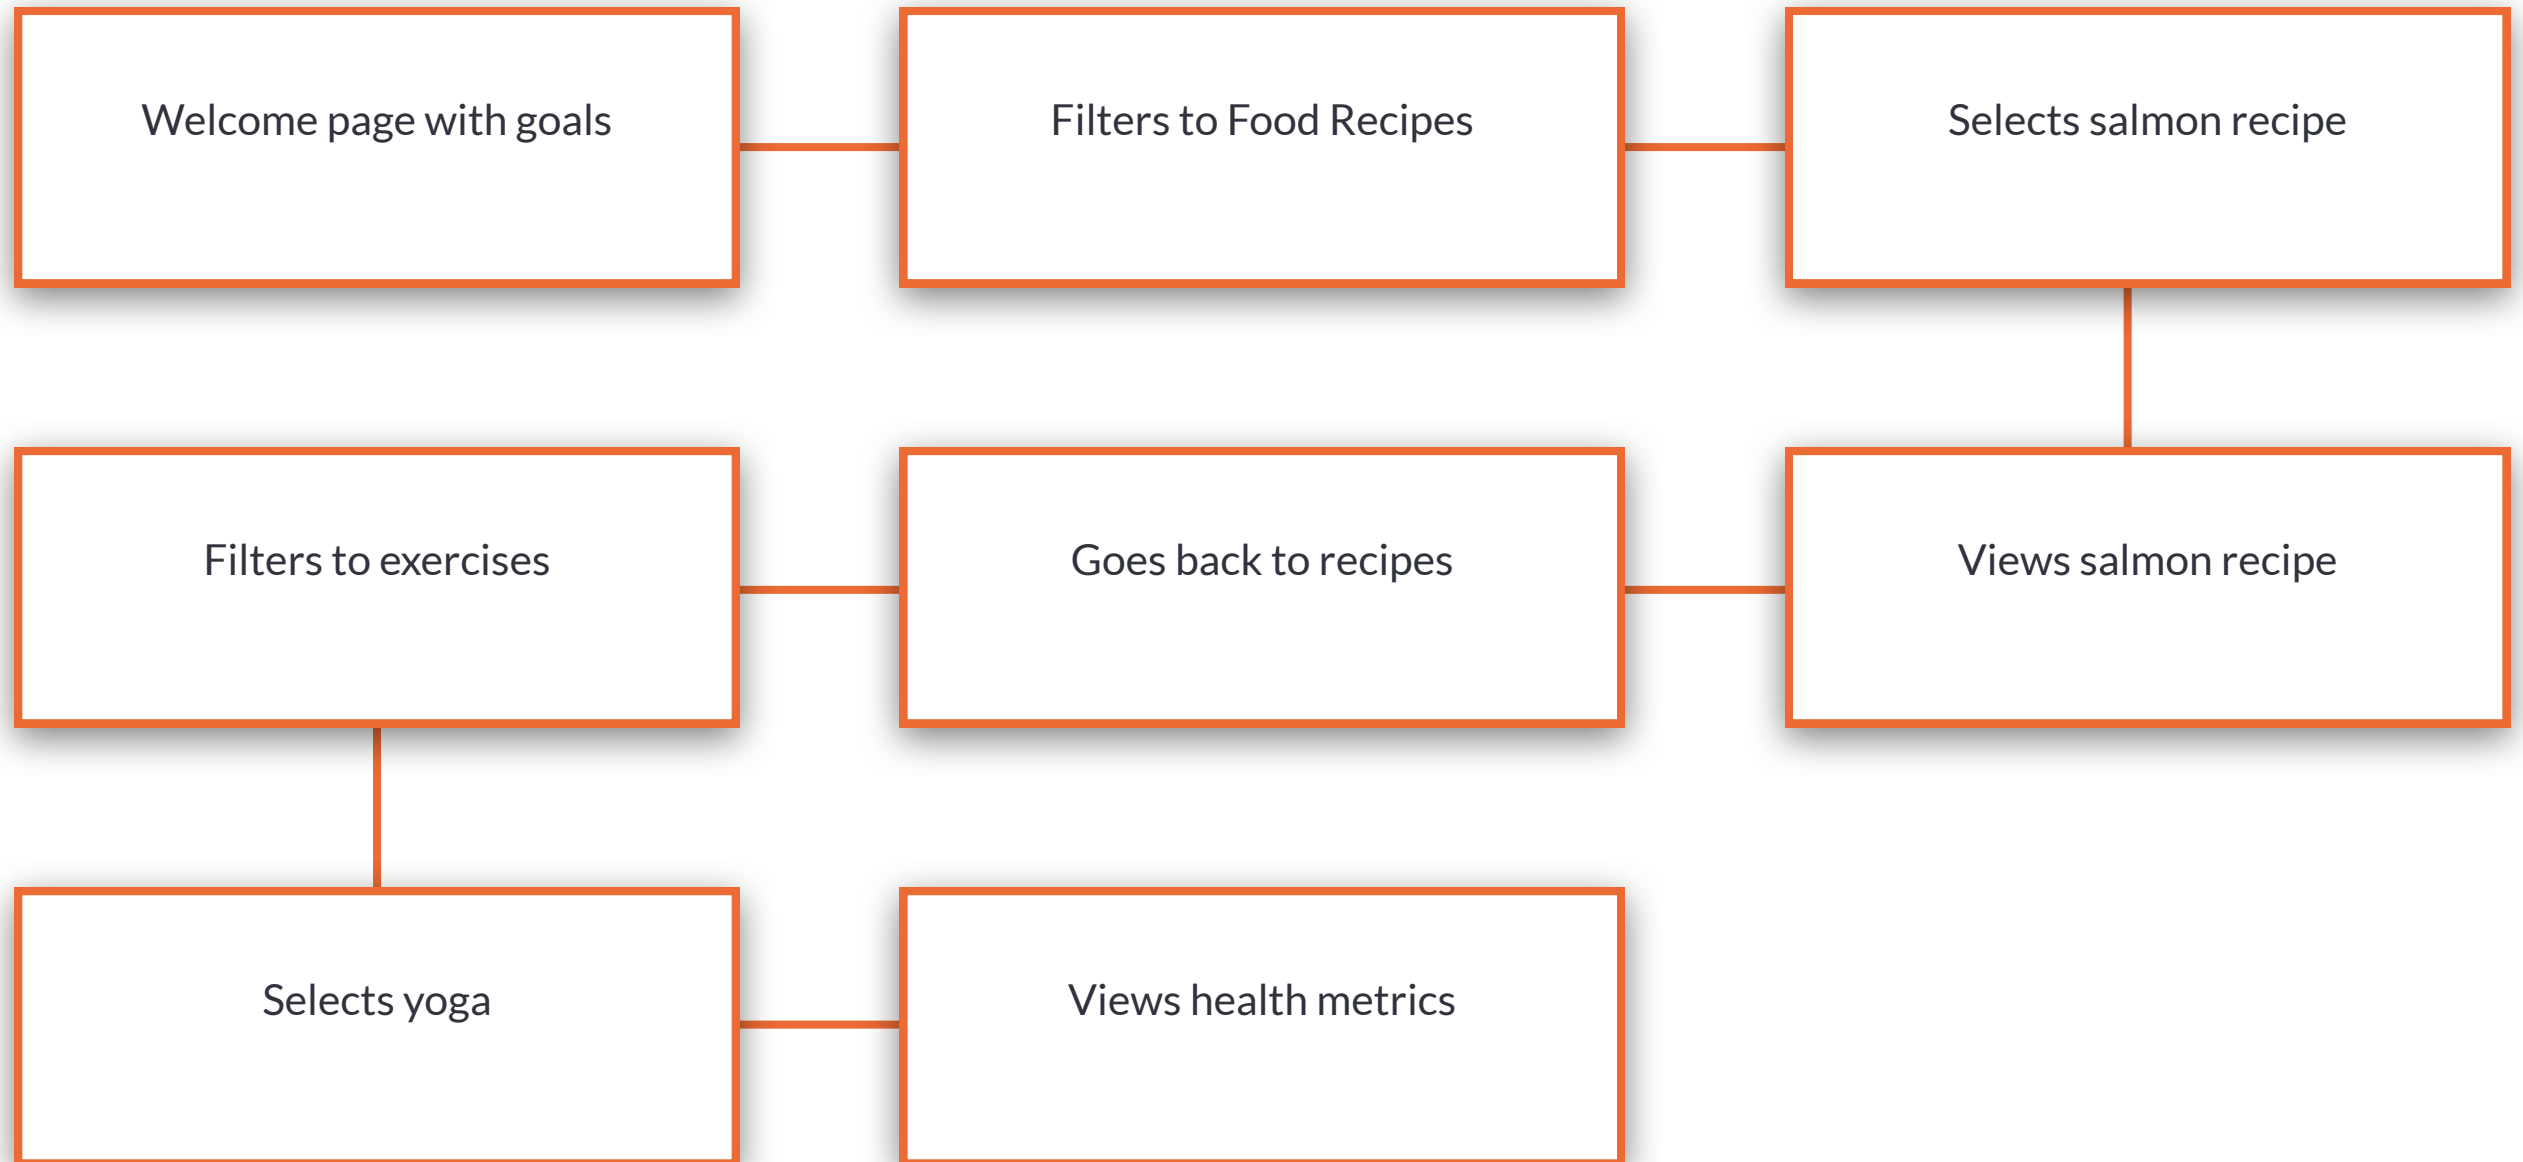 Welcome page with goals
Filters to Food Recipes
Selects salmon recipe
Filters to exercises
Goes back to recipes
Views salmon recipe
Selects yoga
Views health metrics